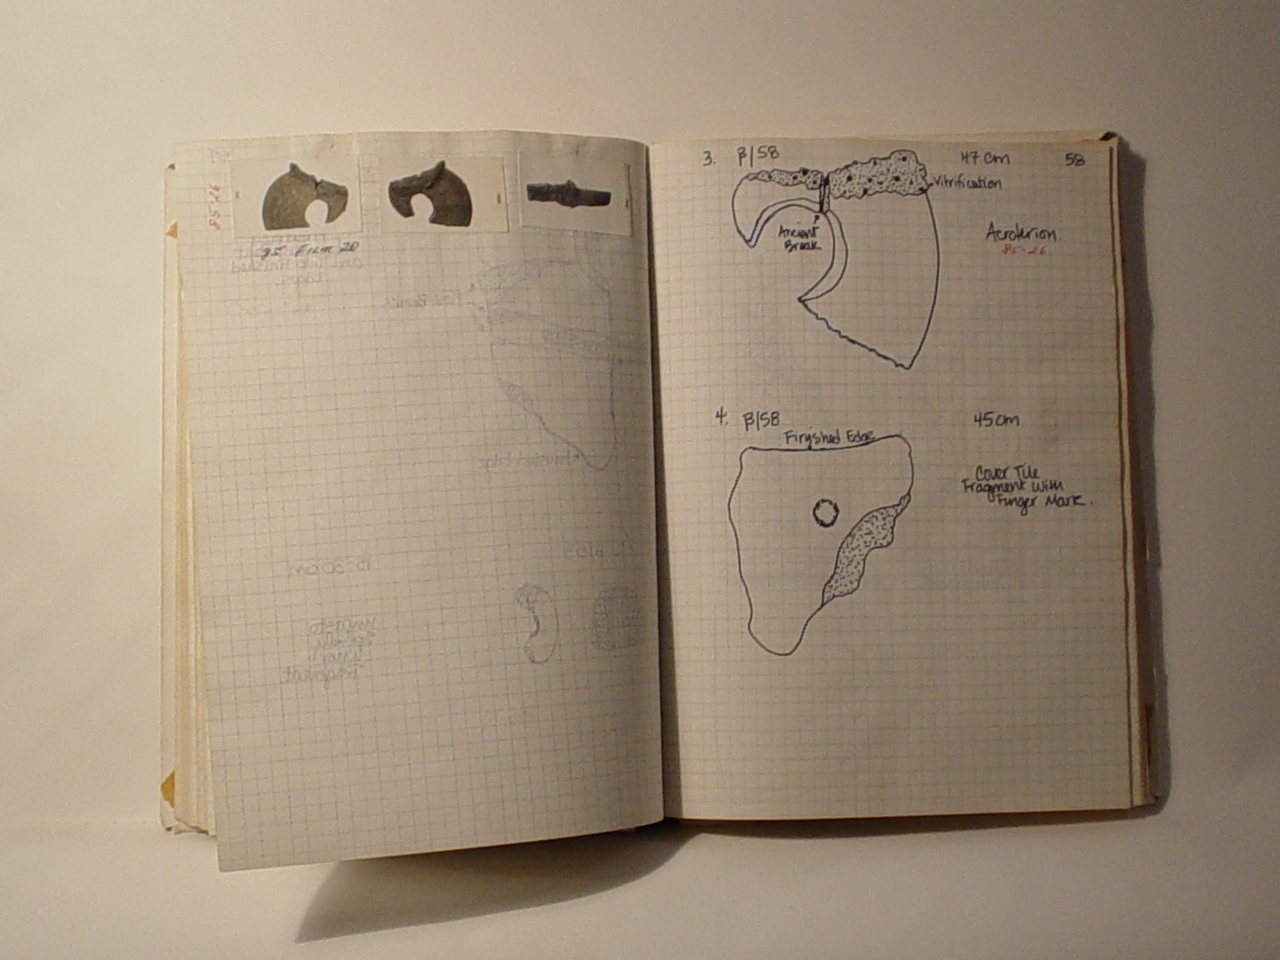 85-26
85 Film 20
3. β/58 47 cm 58
Vitrification
Ancient
Break
Acroterion
85-26
4. β/58 45 cm
Finished Edge
Cover Tile
Fragment with
Finger Mark.